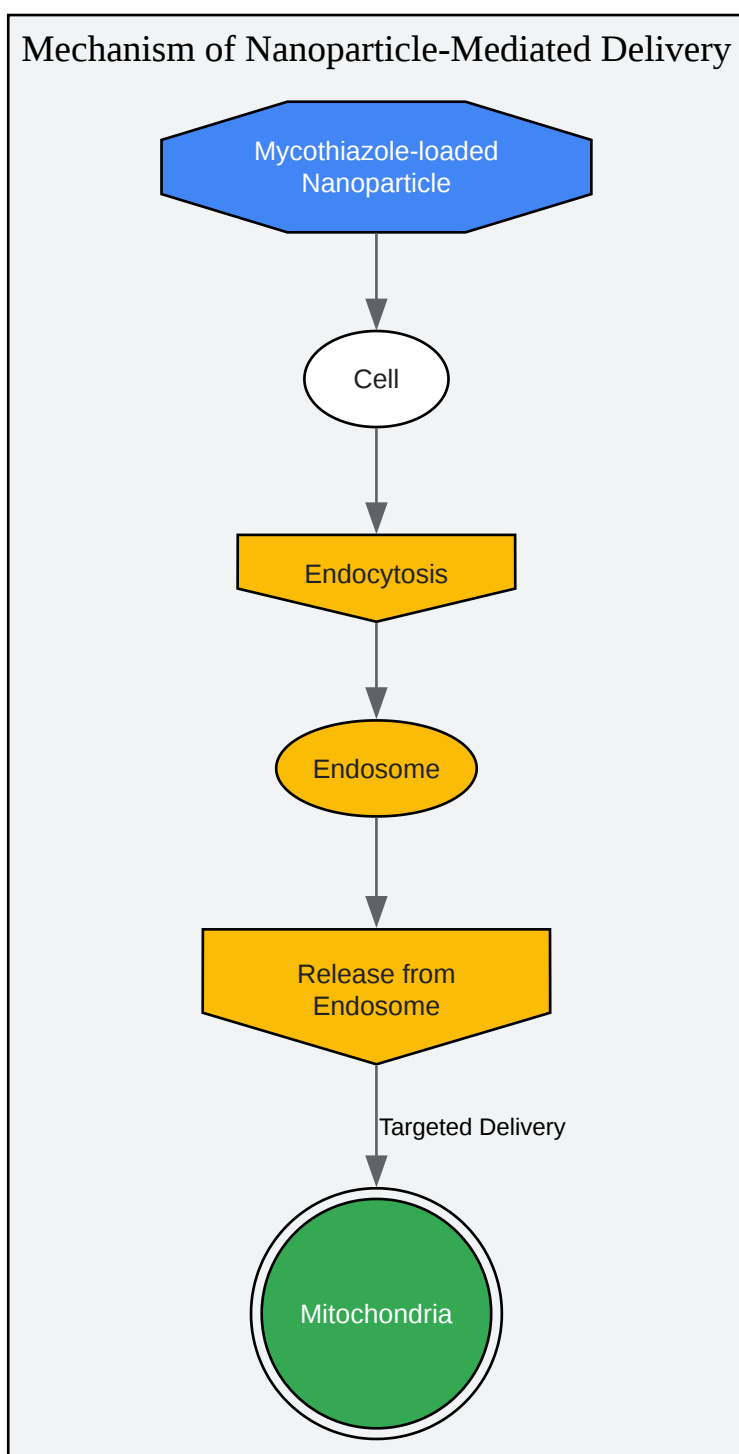 Mechanism of Nanoparticle-Mediated Delivery
Mycothiazole-loaded
Nanoparticle
Cell
Endocytosis
Endosome
Release from
Endosome
Targeted Delivery
Mitochondria